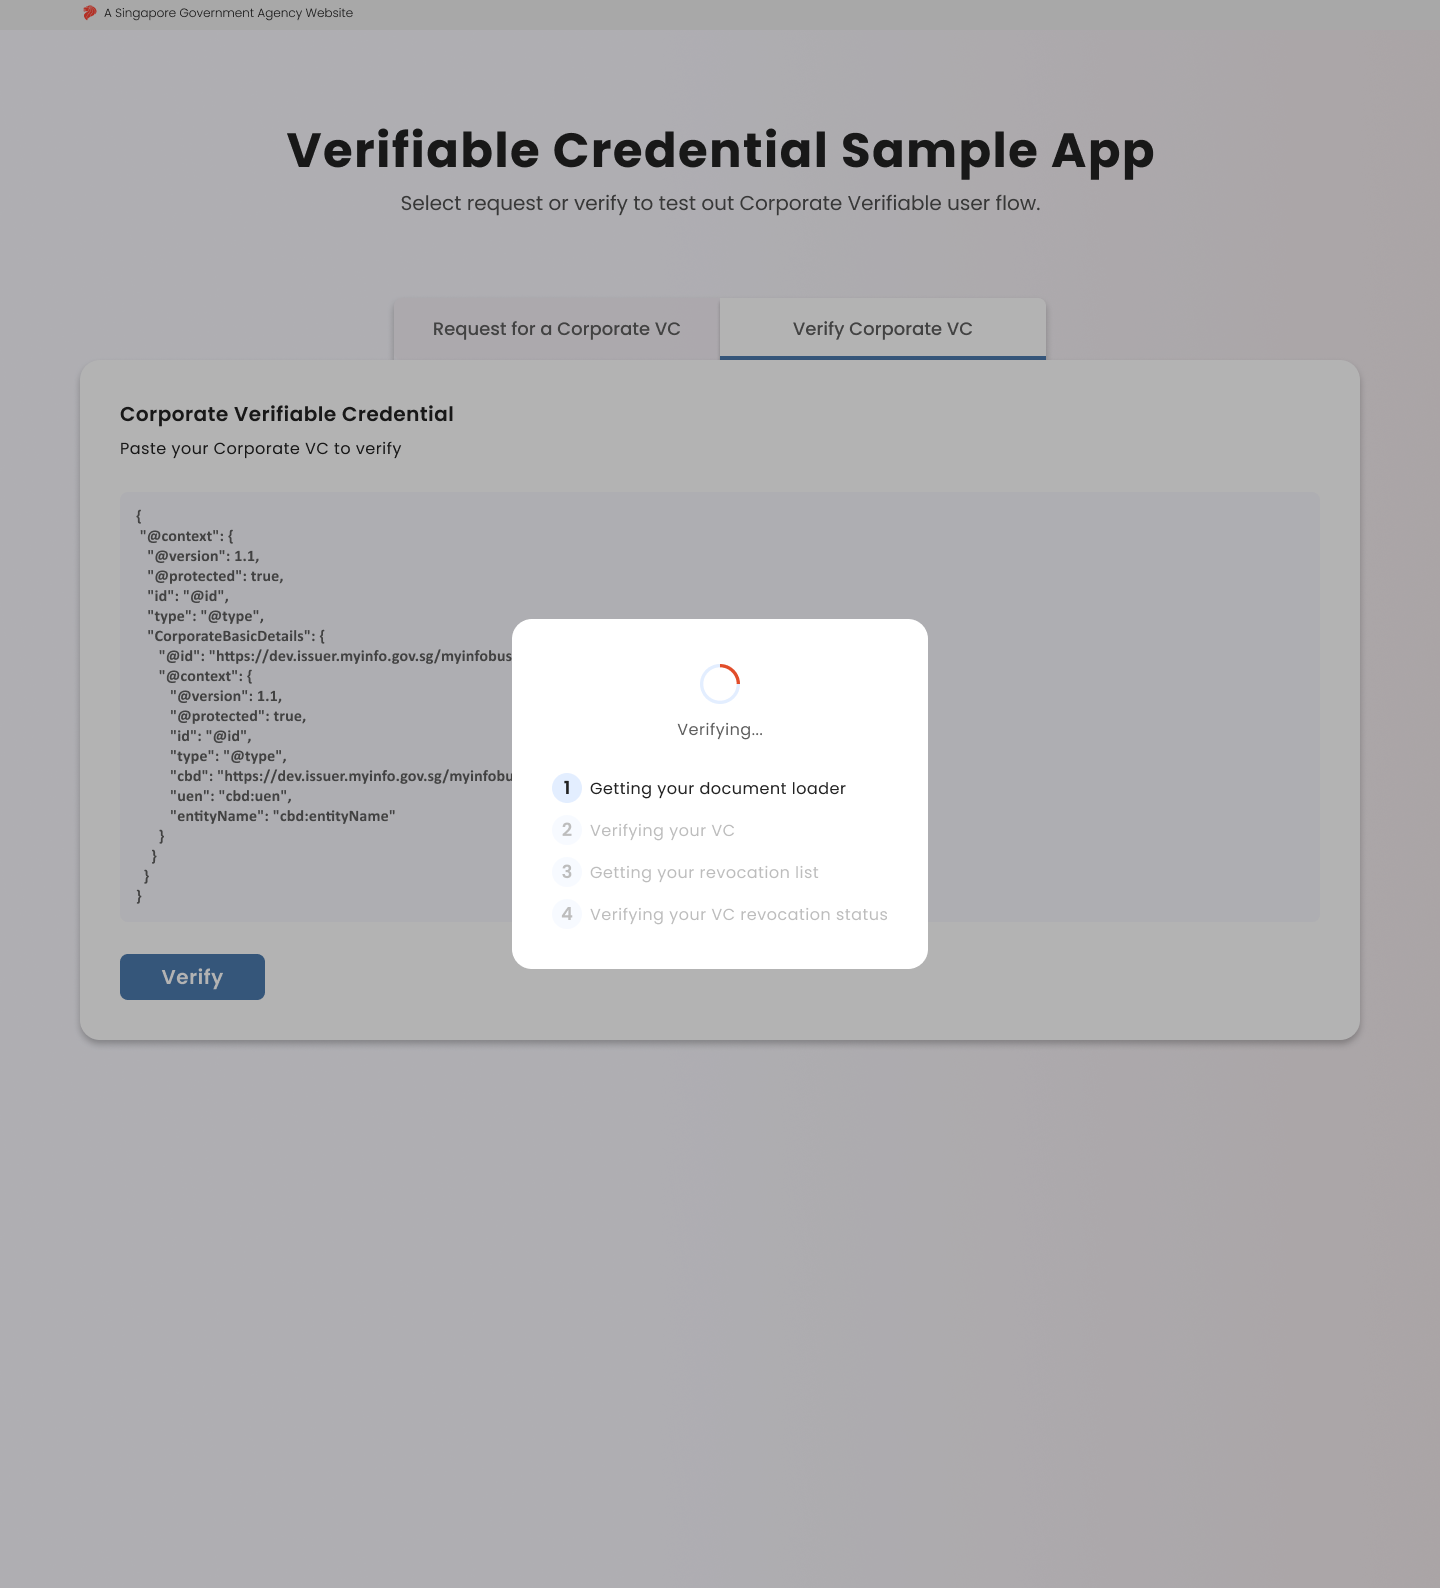 A Singapore Government Agency Website
Verifiable Credential Sample App
Select request or verify to test out Corporate Verifiable user flow.
Request for a Corporate VC
Verify Corporate VC
Corporate Verifiable Credential
Paste your Corporate VC to verify
{
"@context": {
"@version": 1.1,
"@protected": true,
"id": "@id",
"type": "@type",
"CorporateBasicDetails": {
"@id": "https://dev.issuer.myinfo.gov.sg/myinfobus
"@context": {
"@version": 1.1,
"@protected": true,
"id": "@id",
"type": "@type",
"cbd": "https://dev.issuer.myinfo.gov.sg/myinfobu
"uen": "cbd:uen",
"entityName": "cbd:entityName"
}
}
}
}
Verifying...
1 Getting your document loader
2 Verifying your VC
3 Getting your revocation list
4 Verifying your VC revocation status
Verify